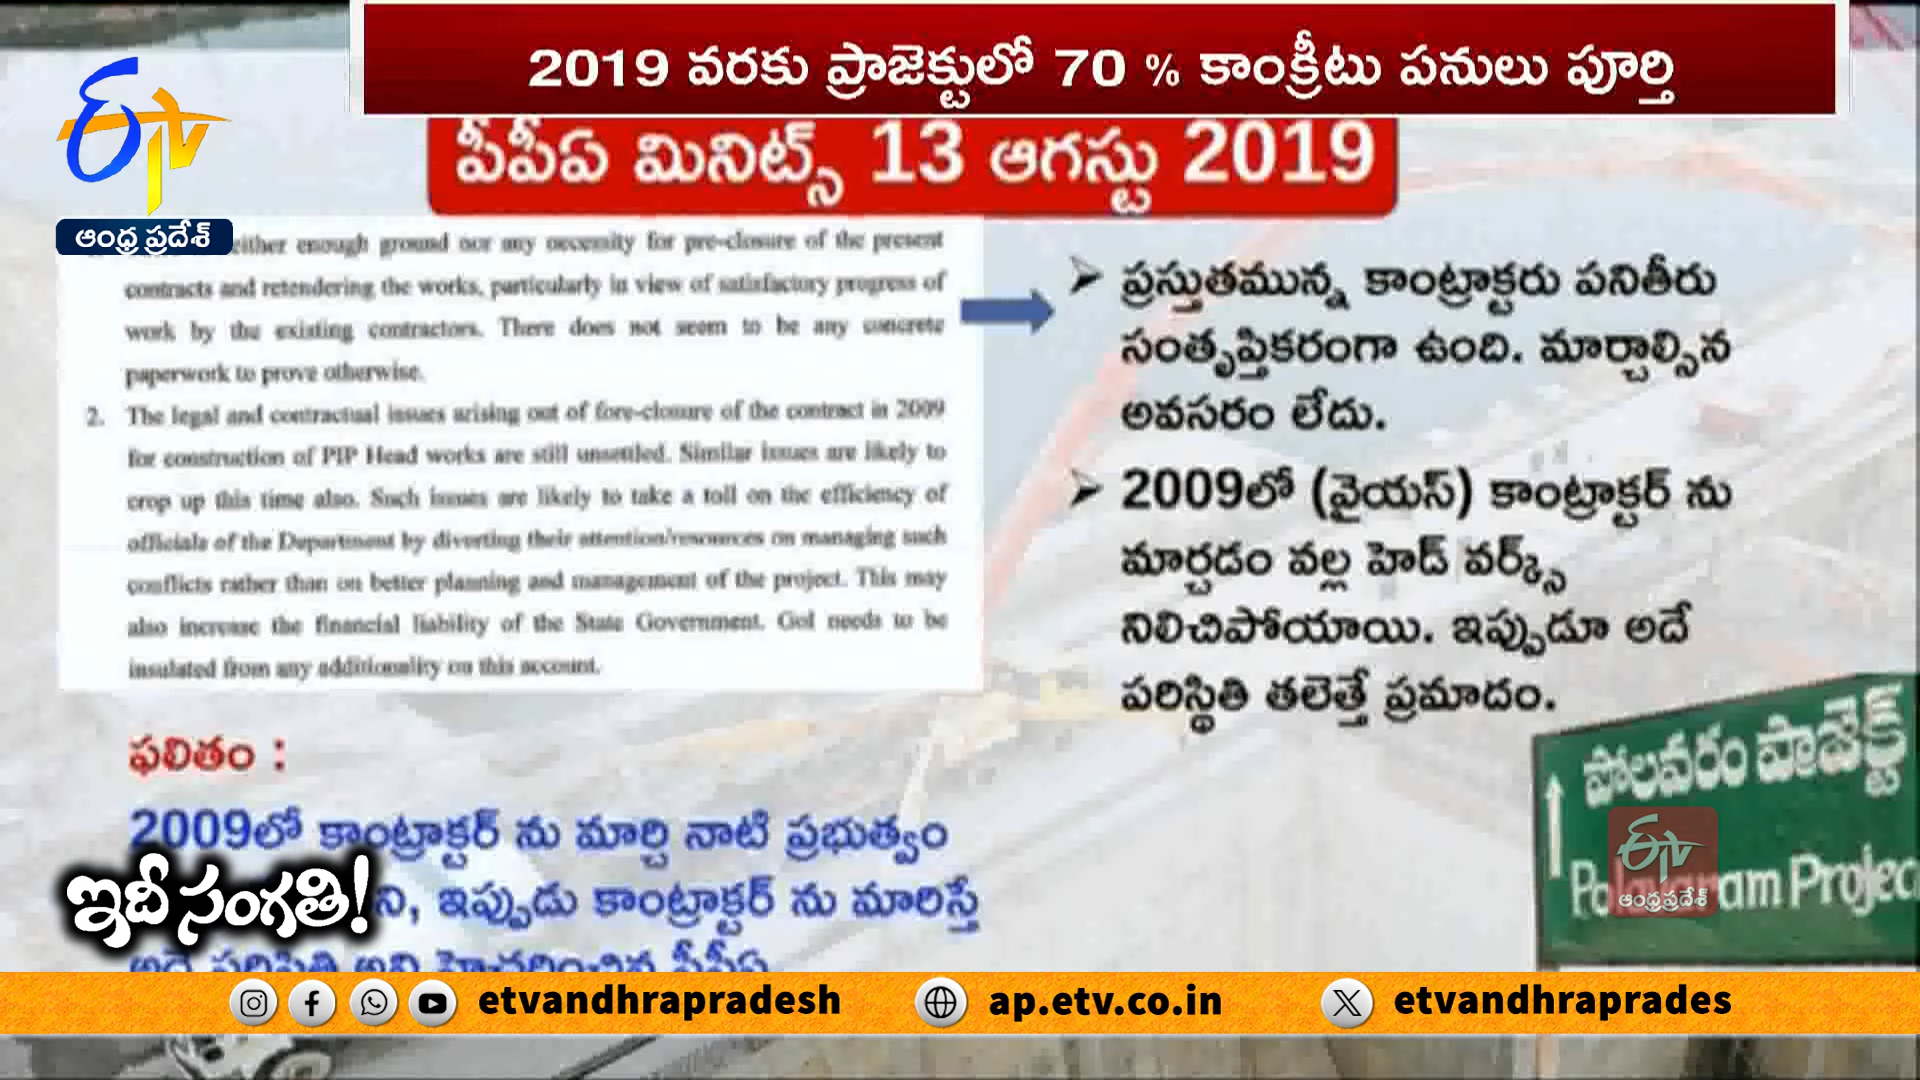 2019 వరకు ప్రాజెక్టులో 70 % కాంక్రీటు పనులు పూర్తి
ETV
ఆంధ్ర ప్రదేశ్
పీపీఏ మినిట్స్ 13 ఆగస్టు 2019
either enough ground nor any necessity for pre-closure of the present
contracts and retendering the works, particularly in view of satisfactory progress of
work by the existing contractors. There does not seem to be any concrete
paperwork to prove otherwise.
2. The legal and contractual issues arising out of fore-closure of the contract in 2009
for construction of PIP Head works are still unsettled. Similar issues are likely to
crop up this time also. Such issues are likely to take a toll on the efficiency of
officials of the Department by diverting their attention/resources on managing such
conflicts rather than on better planning and management of the project. This may
also increase the financial liability of the State Government. GoI needs to be
insulated from any additionality on this account.
➢ ప్రస్తుతమున్న కాంట్రాక్టరు పనితీరు
సంతృప్తికరంగా ఉంది. మార్చాల్సిన
అవసరం లేదు.
➢ 2009లో (వైయస్) కాంట్రాక్టర్ ను
మార్చడం వల్ల హెడ్ వర్క్స్
నిలిచిపోయాయి. ఇప్పుడూ అదే
పరిస్థితి తలెత్తే ప్రమాదం.
ఫలితం :
2009లో కాంట్రాక్టర్ ను మార్చి నాటి ప్రభుత్వం
ని, ఇప్పుడు కాంట్రాక్టర్ ను మారిస్తే
అదే పరిస్థితి అని హెచ్చరించిన పీపీఏ
ఇదీ సంగతి!
పోలవరం ప్రాజెక్ట్
Polavaram Project
ETV
ఆంధ్రప్రదేశ్
etvandhrapradesh
ap.etv.co.in
etvandhraprades